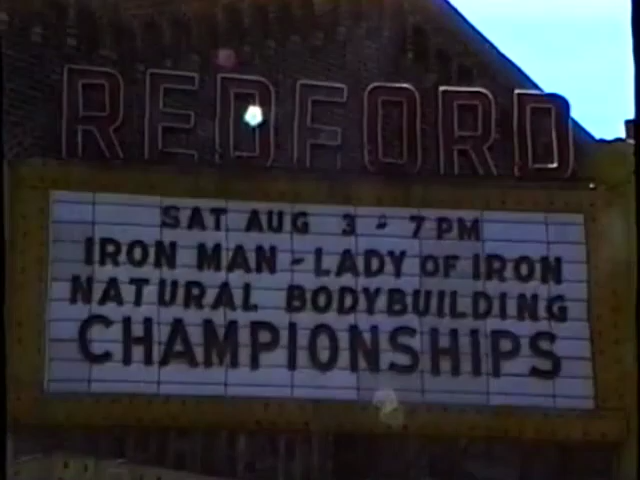 REDFORD
SAT AUG 3 - 7PM
IRON MAN - LADY OF IRON
NATURAL BODYBUILDING
CHAMPIONSHIPS